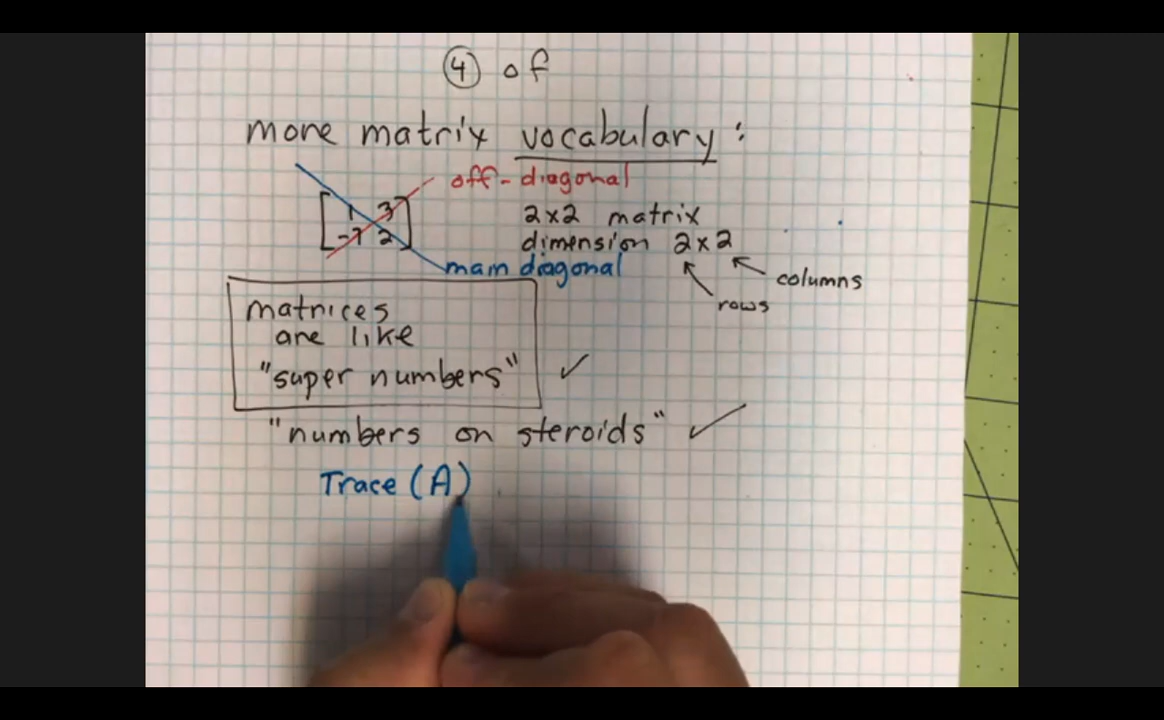 ④ of
more matrix vocabulary :
off-diagonal
[ 1 3
-7 2 ]
2x2 matrix
dimension 2x2
main diagonal
columns
rows
matrices
are like
"super numbers" ✓
"numbers on steroids" ✓
Trace (A)